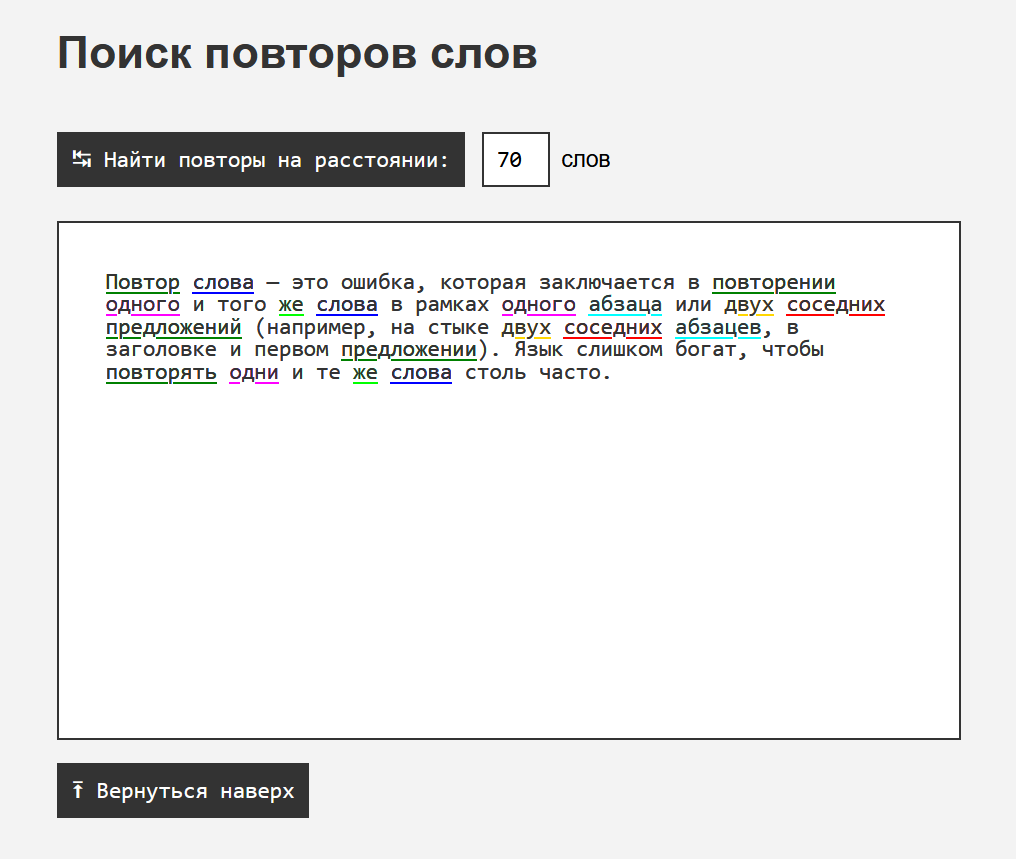 Поиск повторов слов
↹ Найти повторы на расстоянии: 70 слов
Повтор слова — это ошибка, которая заключается в повторении
одного и того же слова в рамках одного абзаца или двух соседних
предложений (например, на стыке двух соседних абзацев, в
заголовке и первом предложении). Язык слишком богат, чтобы
повторять одни и те же слова столь часто.
⤒ Вернуться наверх